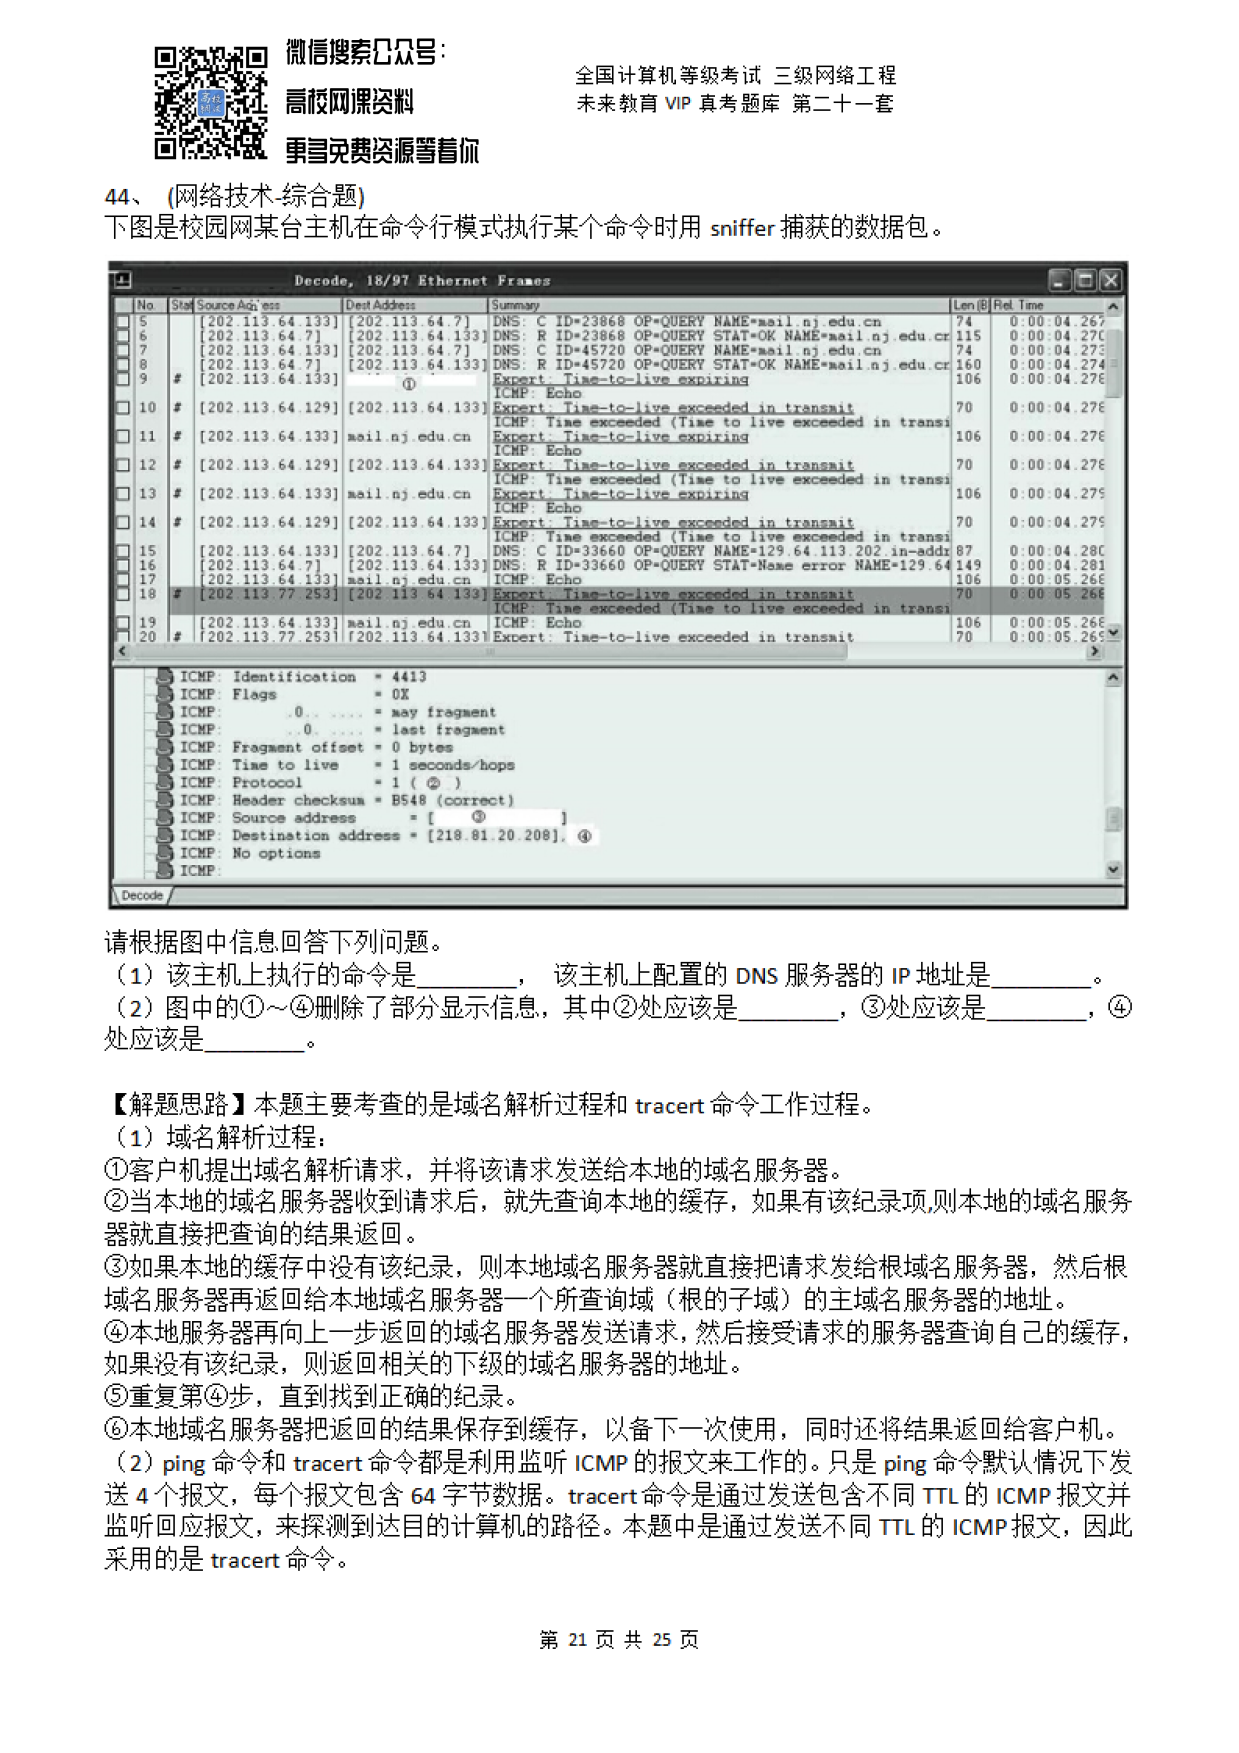 微信搜索公众号：
高校网课资料
更多免费资源等着你
全国计算机等级考试 三级网络工程
未来教育 VIP 真考题库 第二十一套
44、 (网络技术-综合题)
下图是校园网某台主机在命令行模式执行某个命令时用 sniffer 捕获的数据包。
Decode, 18/97 Ethernet Frames
No. Stat Source Address Dest Address Summary Len (B) Rel. Time
5 [202.113.64.133] [202.113.64.7] DNS: C ID=23868 OP=QUERY NAME=mail.nj.edu.cn 74 0:00:04.267
6 [202.113.64.7] [202.113.64.133] DNS: R ID=23868 OP=QUERY STAT=OK NAME=mail.nj.edu.cr 115 0:00:04.270
7 [202.113.64.133] [202.113.64.7] DNS: C ID=45720 OP=QUERY NAME=mail.nj.edu.cn 74 0:00:04.273
8 [202.113.64.7] [202.113.64.133] DNS: R ID=45720 OP=QUERY STAT=OK NAME=mail.nj.edu.cr 160 0:00:04.274
9 # [202.113.64.133] ① Expert: Time-to-live expiring 106 0:00:04.278
ICMP: Echo
10 # [202.113.64.129] [202.113.64.133] Expert: Time-to-live exceeded in transmit 70 0:00:04.278
ICMP: Time exceeded (Time to live exceeded in transi
11 # [202.113.64.133] mail.nj.edu.cn Expert: Time-to-live expiring 106 0:00:04.278
ICMP: Echo
12 # [202.113.64.129] [202.113.64.133] Expert: Time-to-live exceeded in transmit 70 0:00:04.278
ICMP: Time exceeded (Time to live exceeded in transi
13 # [202.113.64.133] mail.nj.edu.cn Expert: Time-to-live expiring 106 0:00:04.279
ICMP: Echo
14 # [202.113.64.129] [202.113.64.133] Expert: Time-to-live exceeded in transmit 70 0:00:04.279
ICMP: Time exceeded (Time to live exceeded in transi
15 [202.113.64.133] [202.113.64.7] DNS: C ID=33660 OP=QUERY NAME=129.64.113.202.in-addr 87 0:00:04.280
16 [202.113.64.7] [202.113.64.133] DNS: R ID=33660 OP=QUERY STAT=Name error NAME=129.64 149 0:00:04.281
17 [202.113.64.133] mail.nj.edu.cn ICMP: Echo 106 0:00:05.268
18 # [202.113.77.253] [202.113.64.133] Expert: Time-to-live exceeded in transmit 70 0:00:05.268
ICMP: Time exceeded (Time to live exceeded in transi
19 [202.113.64.133] mail.nj.edu.cn ICMP: Echo 106 0:00:05.268
20 # [202.113.77.253] [202.113.64.133] Expert: Time-to-live exceeded in transmit 70 0:00:05.269
ICMP: Identification = 4413
ICMP: Flags = 0X
ICMP: .0.. .... = may fragment
ICMP: ..0. .... = last fragment
ICMP: Fragment offset = 0 bytes
ICMP: Time to live = 1 seconds/hops
ICMP: Protocol = 1 ( ② )
ICMP: Header checksum = B548 (correct)
ICMP: Source address = [ ③ ]
ICMP: Destination address = [218.81.20.208], ④
ICMP: No options
ICMP:
Decode
请根据图中信息回答下列问题。
（1）该主机上执行的命令是________， 该主机上配置的 DNS 服务器的 IP 地址是________。
（2）图中的①～④删除了部分显示信息，其中②处应该是________，③处应该是________，④
处应该是________。
【解题思路】本题主要考查的是域名解析过程和 tracert 命令工作过程。
（1）域名解析过程：
①客户机提出域名解析请求，并将该请求发送给本地的域名服务器。
②当本地的域名服务器收到请求后，就先查询本地的缓存，如果有该纪录项,则本地的域名服务
器就直接把查询的结果返回。
③如果本地的缓存中没有该纪录，则本地域名服务器就直接把请求发给根域名服务器，然后根
域名服务器再返回给本地域名服务器一个所查询域（根的子域）的主域名服务器的地址。
④本地服务器再向上一步返回的域名服务器发送请求，然后接受请求的服务器查询自己的缓存，
如果没有该纪录，则返回相关的下级的域名服务器的地址。
⑤重复第④步，直到找到正确的纪录。
⑥本地域名服务器把返回的结果保存到缓存，以备下一次使用，同时还将结果返回给客户机。
（2）ping 命令和 tracert 命令都是利用监听 ICMP 的报文来工作的。只是 ping 命令默认情况下发
送 4 个报文，每个报文包含 64 字节数据。tracert 命令是通过发送包含不同 TTL 的 ICMP 报文并
监听回应报文，来探测到达目的计算机的路径。本题中是通过发送不同 TTL 的 ICMP 报文，因此
采用的是 tracert 命令。
第 21 页 共 25 页